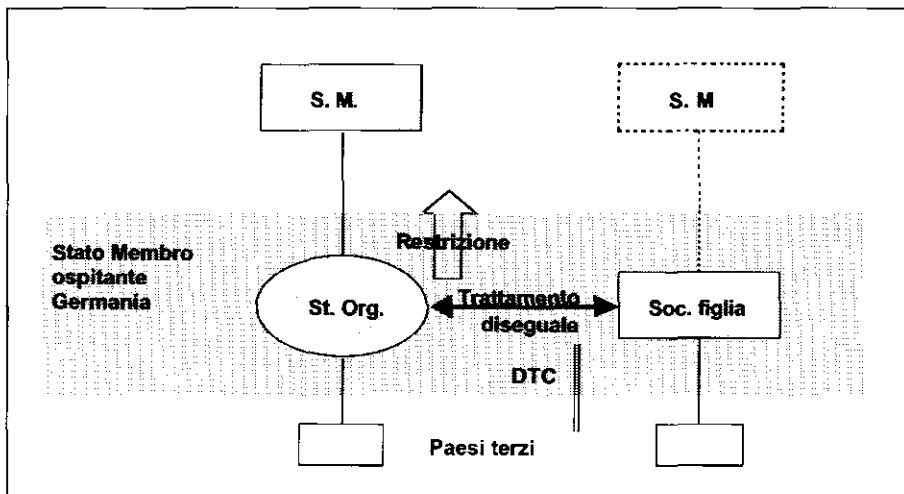 S. M.
S. M
Restrizione
Stato Membro
ospitante
Germania
St. Org.
Trattamento
diseguale
Soc. figlia
DTC
Paesi terzi